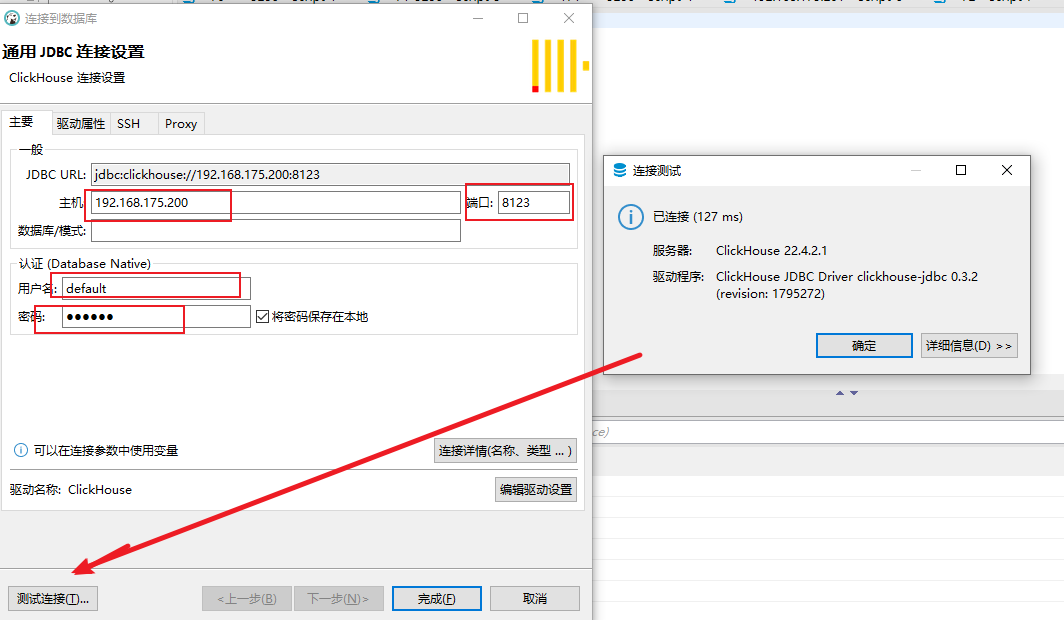 连接到数据库
通用 JDBC 连接设置
ClickHouse 连接设置
主要
驱动属性
SSH
Proxy
一般
JDBC URL:
jdbc:clickhouse://192.168.175.200:8123
主机:
192.168.175.200
端口:
8123
数据库/模式:
认证 (Database Native)
用户名:
default
密码:
●●●●●●
将密码保存在本地
可以在连接参数中使用变量
连接详情(名称、类型 ... )
驱动名称: ClickHouse
编辑驱动设置
测试连接(T)...
<上一步(B)
下一步(N)>
完成(F)
取消
连接测试
已连接 (127 ms)
服务器: ClickHouse 22.4.2.1
驱动程序: ClickHouse JDBC Driver clickhouse-jdbc 0.3.2
(revision: 1795272)
确定
详细信息(D) >>
ce)